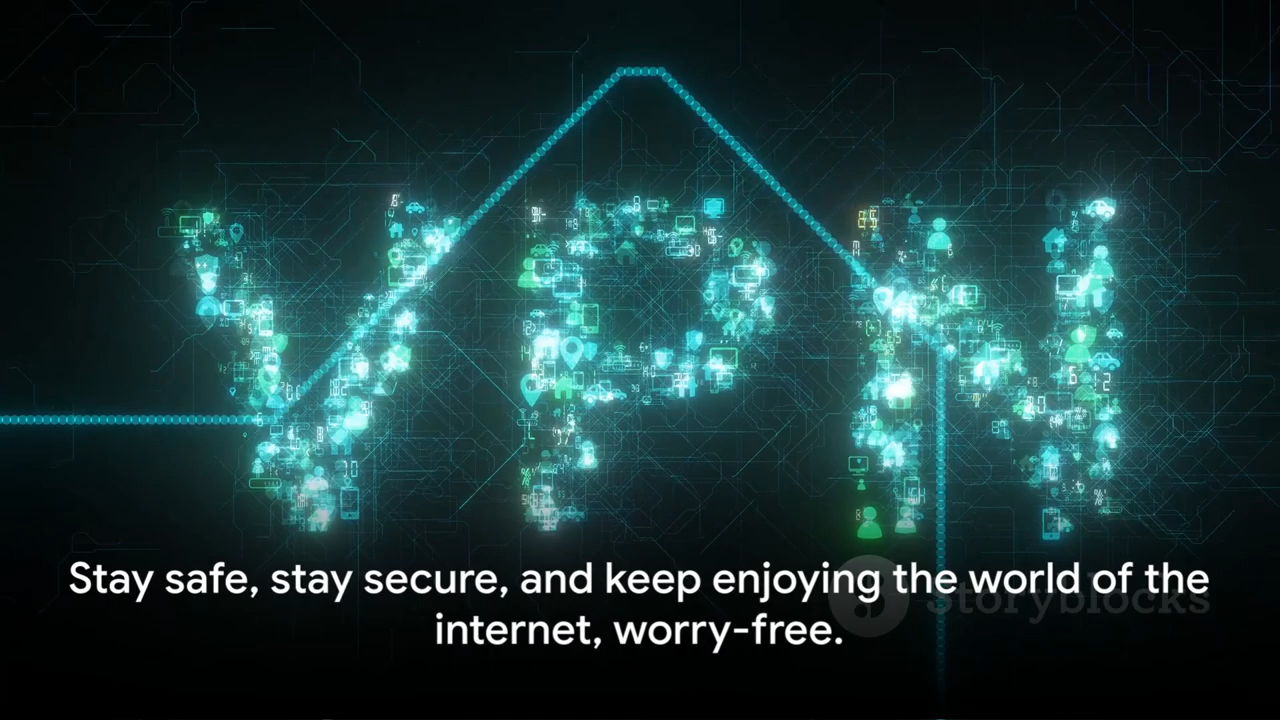 VPN
Storyblocks
Stay safe, stay secure, and keep enjoying the world of the
internet, worry-free.